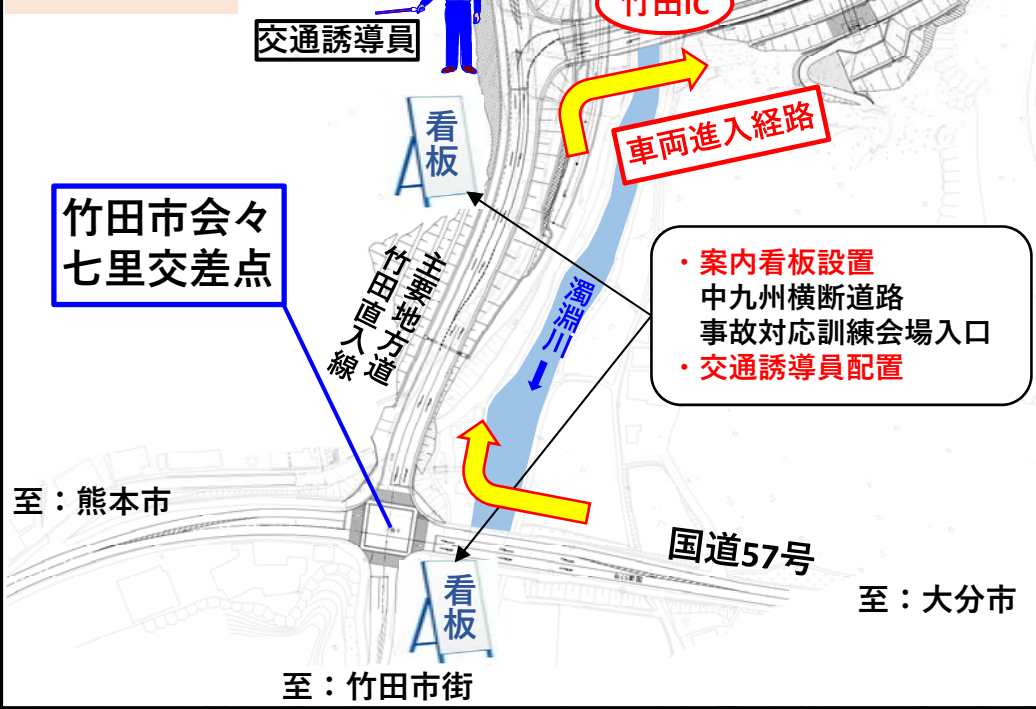 竹田IC
交通誘導員
看板
車両進入経路
竹田市会々
七里交差点
主要地方道
竹田直入線
濁淵川
・案内看板設置
中九州横断道路
事故対応訓練会場入口
・交通誘導員配置
至：熊本市
国道57号
至：大分市
看板
至：竹田市街